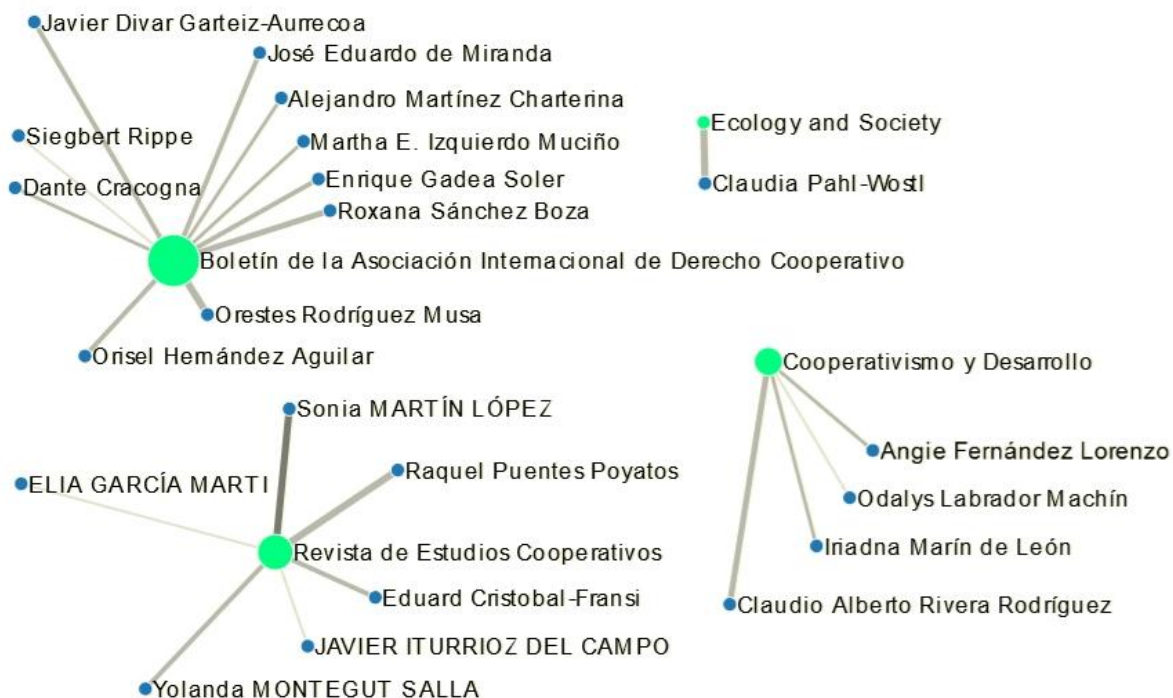 Javier Divar Garteiz-Aurrecoa
José Eduardo de Miranda
Alejandro Martínez Charterina
Siegbert Rippe
Martha E. Izquierdo Muciño
Dante Cracogna
Enrique Gadea Soler
Roxana Sánchez Boza
Boletín de la Asociación Internacional de Derecho Cooperativo
Orestes Rodríguez Musa
Orisel Hernández Aguilar
Ecology and Society
Claudia Pahl-Wostl
Sonia MARTÍN LÓPEZ
Raquel Puentes Poyatos
ELIA GARCÍA MARTI
Revista de Estudios Cooperativos
Eduard Cristobal-Fransi
JAVIER ITURRIOZ DEL CAMPO
Yolanda MONTEGUT SALLA
Cooperativismo y Desarrollo
Angie Fernández Lorenzo
Odalys Labrador Machín
Iriadna Marín de León
Claudio Alberto Rivera Rodríguez